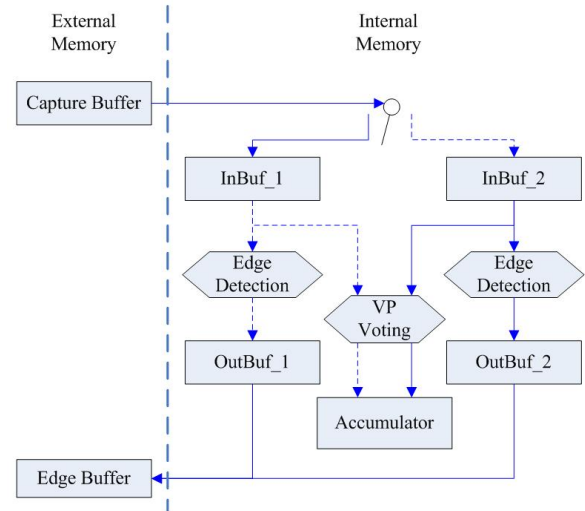 External
Memory
Internal
Memory
Capture Buffer
InBuf_1
InBuf_2
Edge
Detection
Edge
Detection
VP
Voting
OutBuf_1
OutBuf_2
Accumulator
Edge Buffer